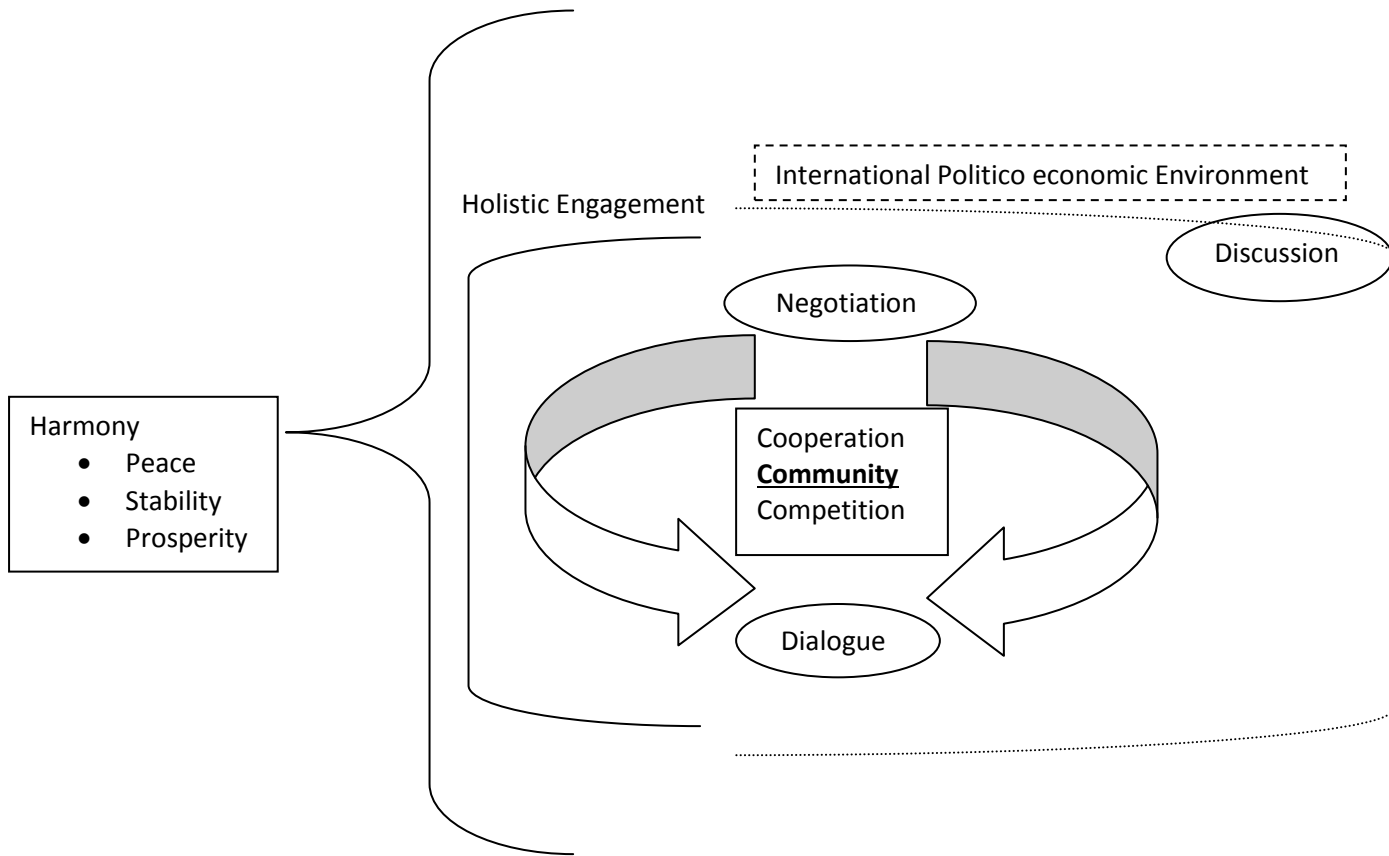 International Politico economic Environment
Holistic Engagement
Discussion
Negotiation
Harmony
• Peace
• Stability
• Prosperity
Cooperation
Community
Competition
Dialogue